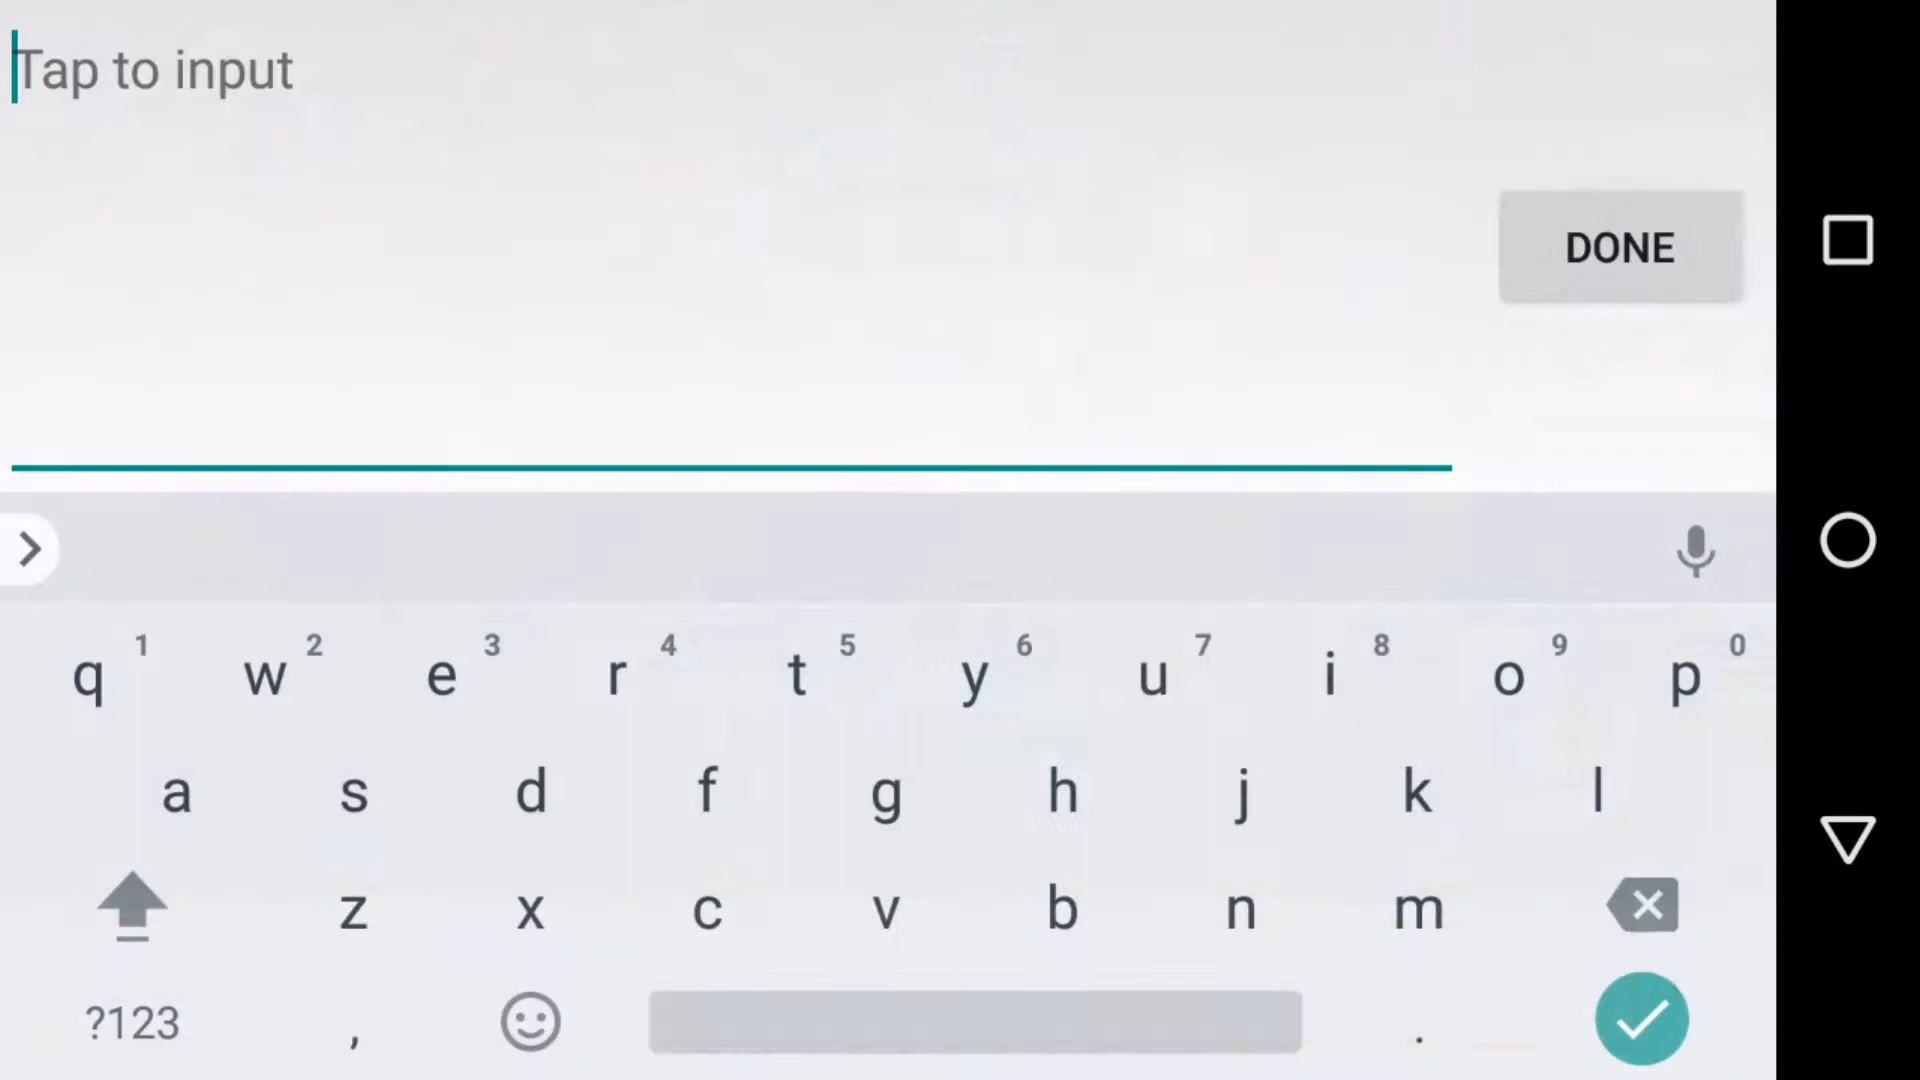 Tap to input
DONE
q 1 w 2 e 3 r 4 t 5 y 6 u 7 i 8 o 9 p 0
a s d f g h j k l
z x c v b n m
?123 , .